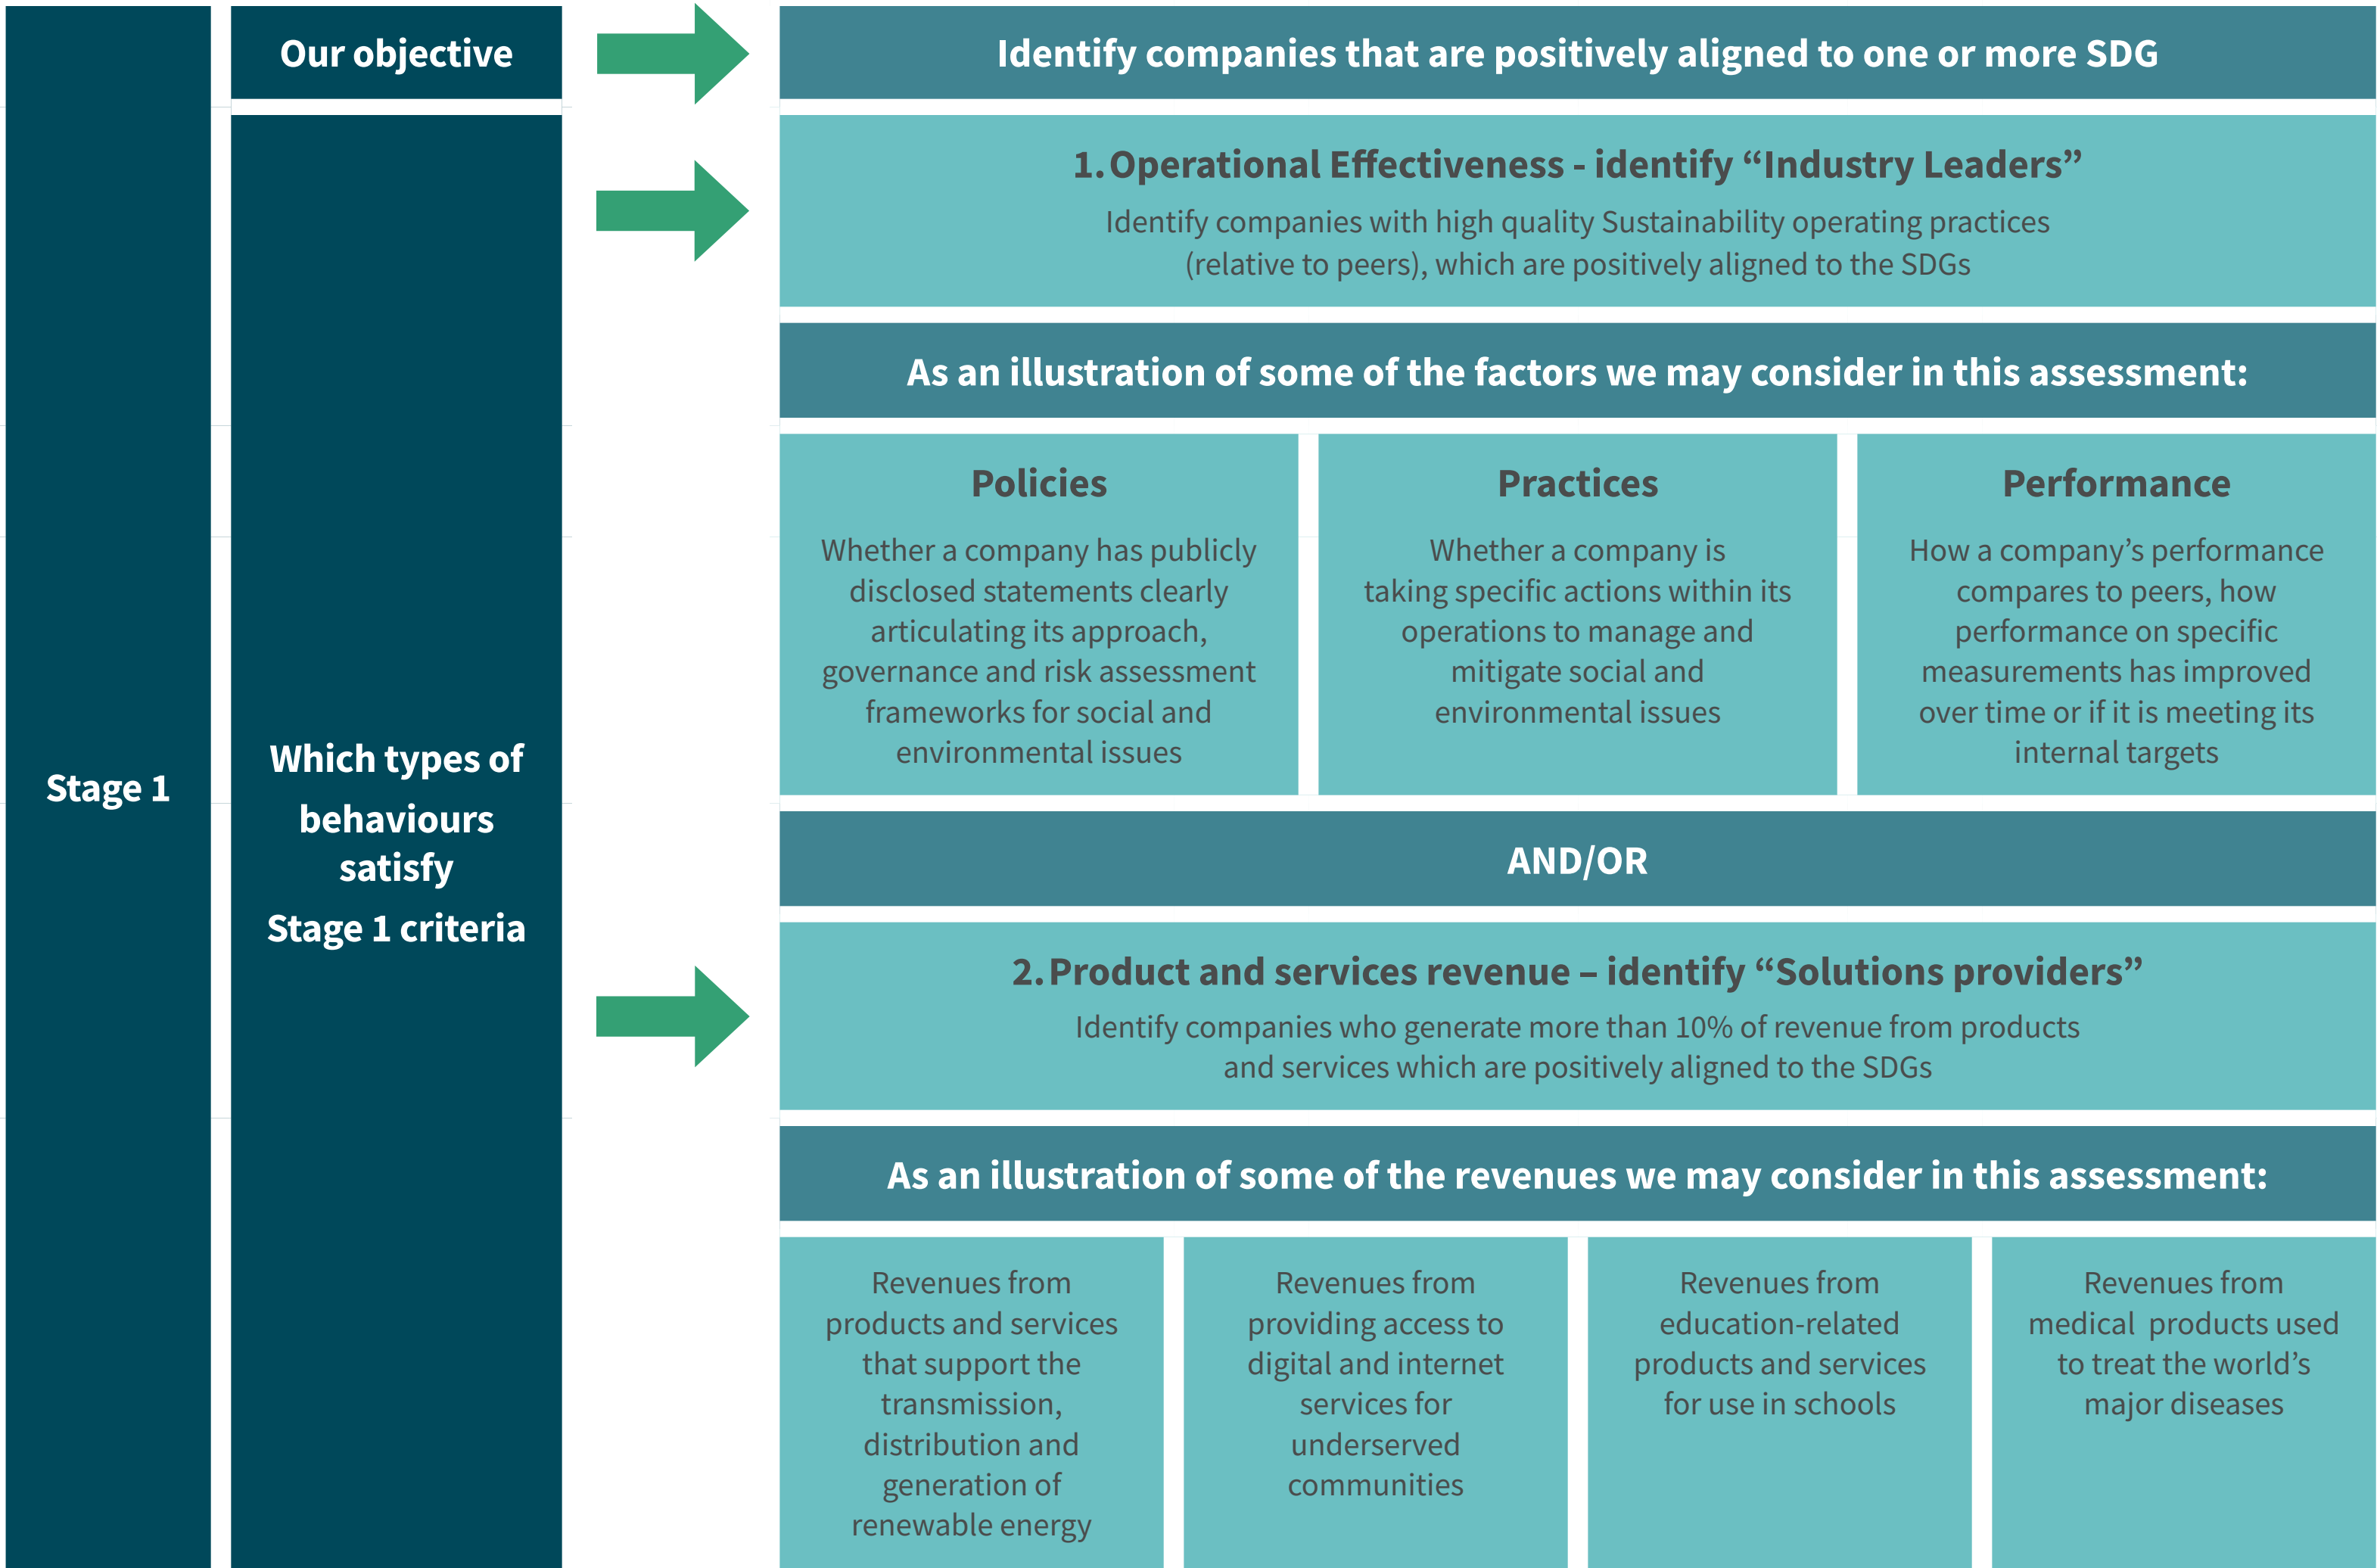 Stage 1
Our objective
Identify companies that are positively aligned to one or more SDG
Which types of
behaviours
satisfy
Stage 1 criteria
1. Operational Effectiveness - identify “Industry Leaders”
Identify companies with high quality Sustainability operating practices
(relative to peers), which are positively aligned to the SDGs
As an illustration of some of the factors we may consider in this assessment:
Policies
Whether a company has publicly
disclosed statements clearly
articulating its approach,
governance and risk assessment
frameworks for social and
environmental issues
Practices
Whether a company is
taking specific actions within its
operations to manage and
mitigate social and
environmental issues
Performance
How a company’s performance
compares to peers, how
performance on specific
measurements has improved
over time or if it is meeting its
internal targets
AND/OR
2. Product and services revenue – identify “Solutions providers”
Identify companies who generate more than 10% of revenue from products
and services which are positively aligned to the SDGs
As an illustration of some of the revenues we may consider in this assessment:
Revenues from
products and services
that support the
transmission,
distribution and
generation of
renewable energy
Revenues from
providing access to
digital and internet
services for
underserved
communities
Revenues from
education-related
products and services
for use in schools
Revenues from
medical  products used
to treat the world’s
major diseases